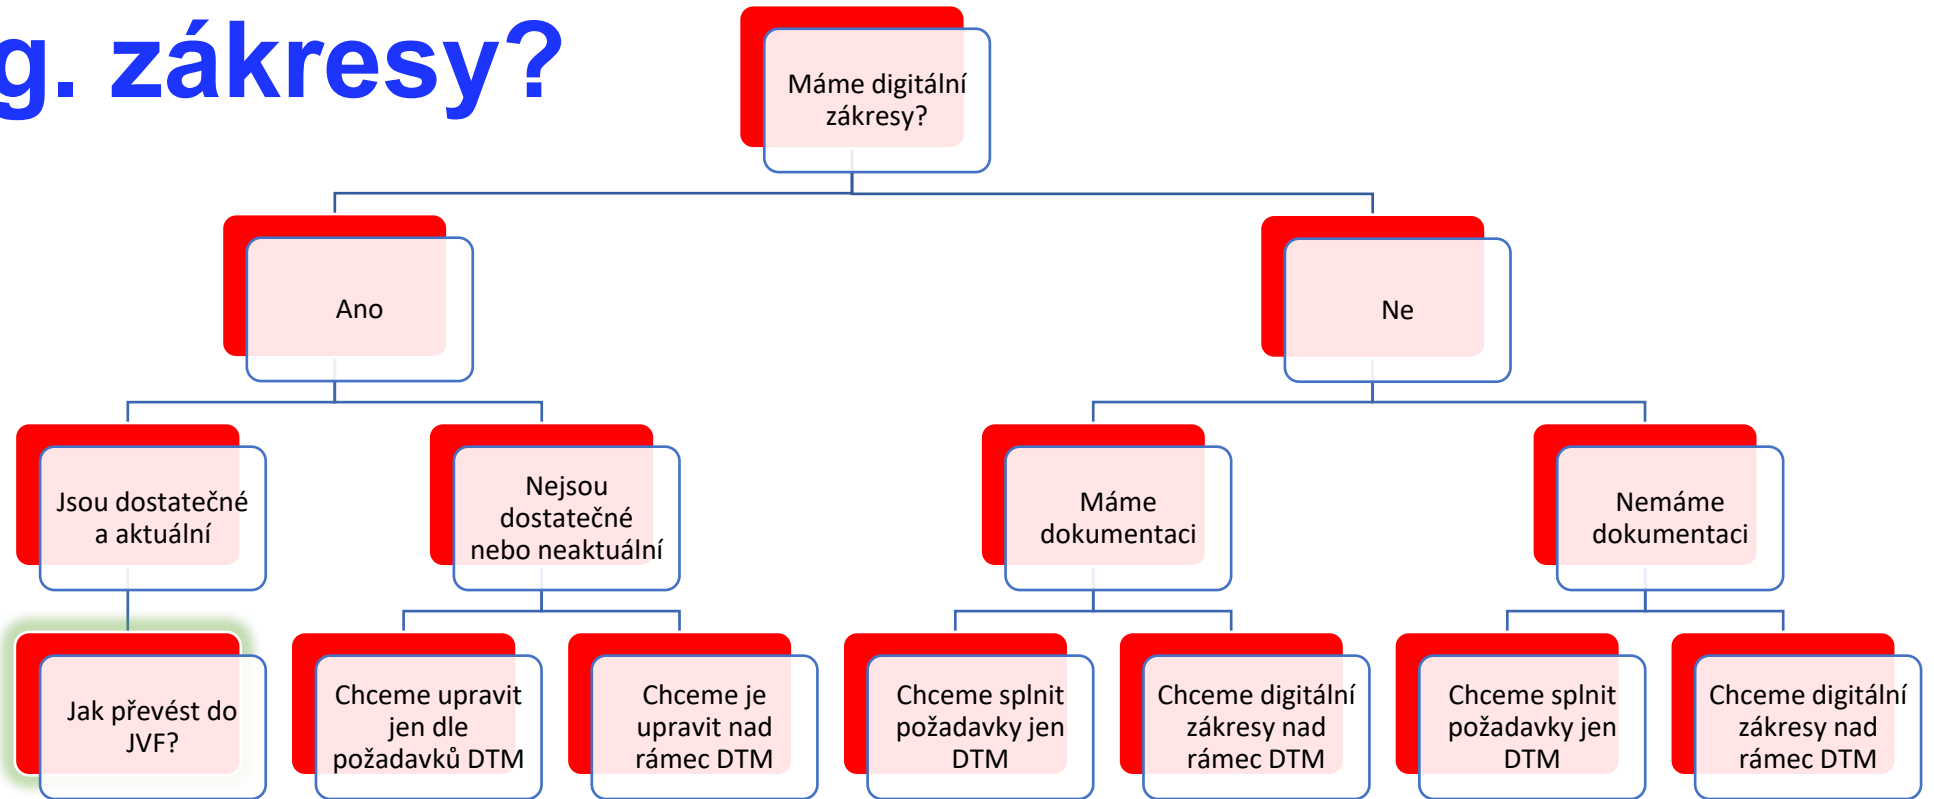 g. zákresy?
Máme digitální
zákresy?
Ano
Ne
Jsou dostatečné
a aktuální
Nejsou
dostatečné
nebo neaktuální
Máme
dokumentaci
Nemáme
dokumentaci
Jak převést do
JVF?
Chceme upravit
jen dle
požadavků DTM
Chceme je
upravit nad
rámec DTM
Chceme splnit
požadavky jen
DTM
Chceme digitální
zákresy nad
rámec DTM
Chceme splnit
požadavky jen
DTM
Chceme digitální
zákresy nad
rámec DTM